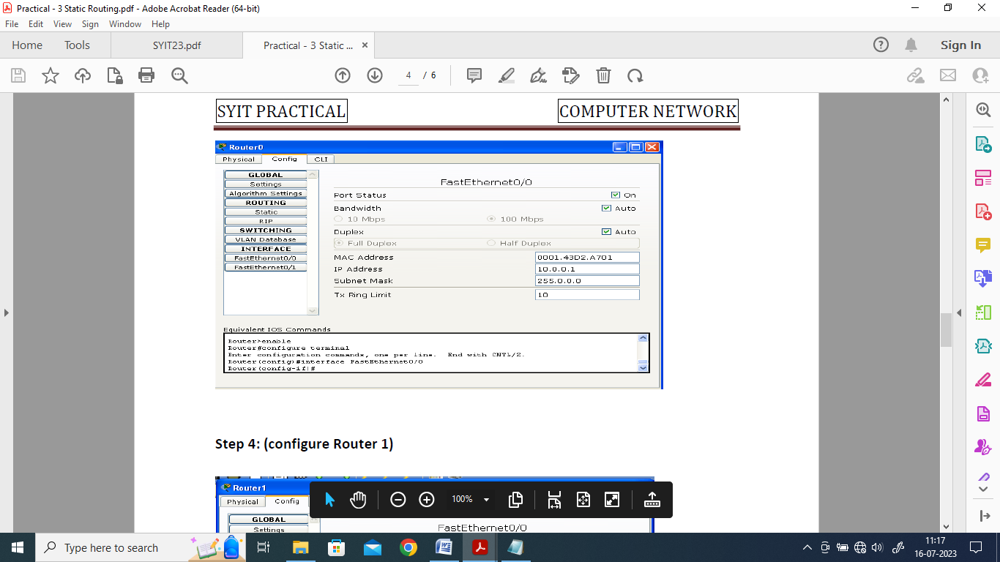 Practical - 3 Static Routing.pdf - Adobe Acrobat Reader (64-bit)
File Edit View Sign Window Help
Home Tools SYIT23.pdf Practical - 3 Static ... × Sign In
4 / 6
SYIT PRACTICAL COMPUTER NETWORK
Router0
Physical Config CLI
GLOBAL
Settings
Algorithm Settings
ROUTING
Static
RIP
SWITCHING
VLAN Database
INTERFACE
FastEthernet0/0
FastEthernet0/1
FastEthernet0/0
Port Status On
Bandwidth Auto
10 Mbps 100 Mbps
Duplex Auto
Full Duplex Half Duplex
MAC Address 0001.43D2.A701
IP Address 10.0.0.1
Subnet Mask 255.0.0.0
Tx Ring Limit 10
Equivalent IOS Commands
Router>enable
Router#configure terminal
Enter configuration commands, one per line. End with CNTL/Z.
Router(config)#interface FastEthernet0/0
Router(config-if)#
Step 4: (configure Router 1)
Router1
Physical Config
GLOBAL
Settings
FastEthernet0/0
100%
Type here to search
11:17
16-07-2023